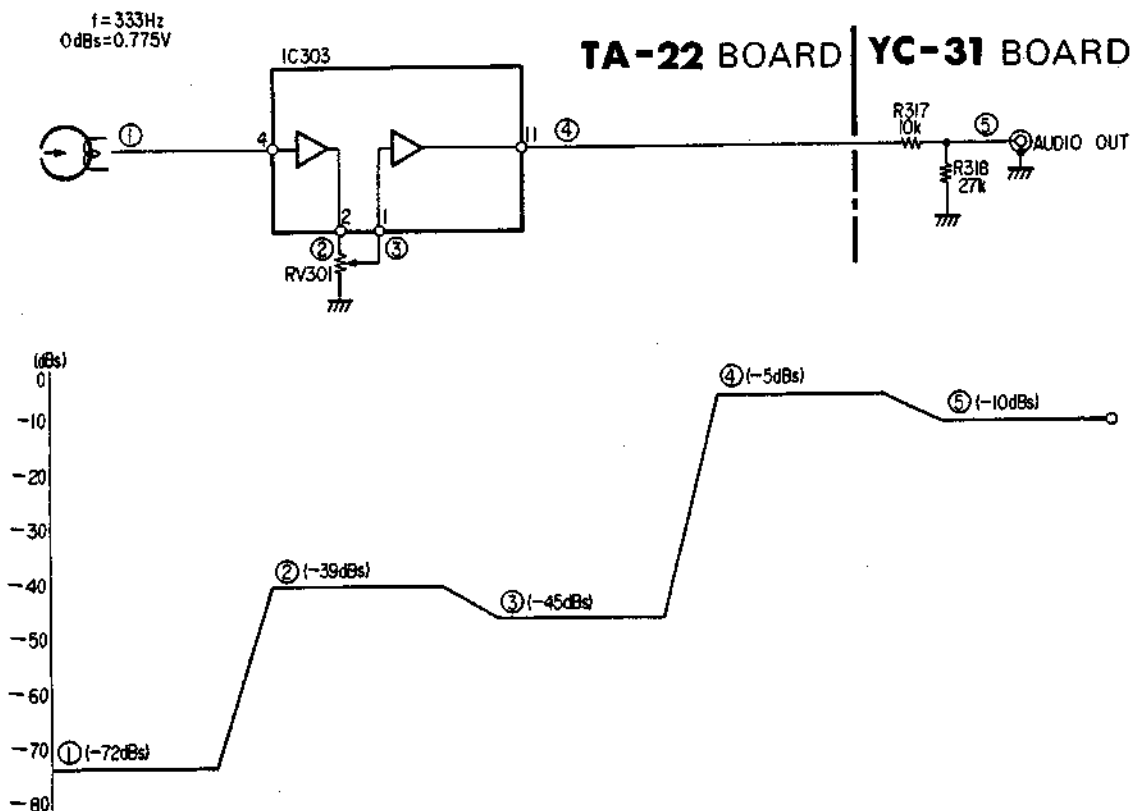 f=333Hz
0dBs=0.775V
TA-22 BOARD
YC-31 BOARD
IC303
①
4
11
④
R317
10k
⑤
AUDIO OUT
R318
27k
2
1
②
③
RV301
(dBs)
0
-10
-20
-30
-40
-50
-60
-70
-80
① (-72dBs)
② (-39dBs)
③ (-45dBs)
④ (-5dBs)
⑤ (-10dBs)